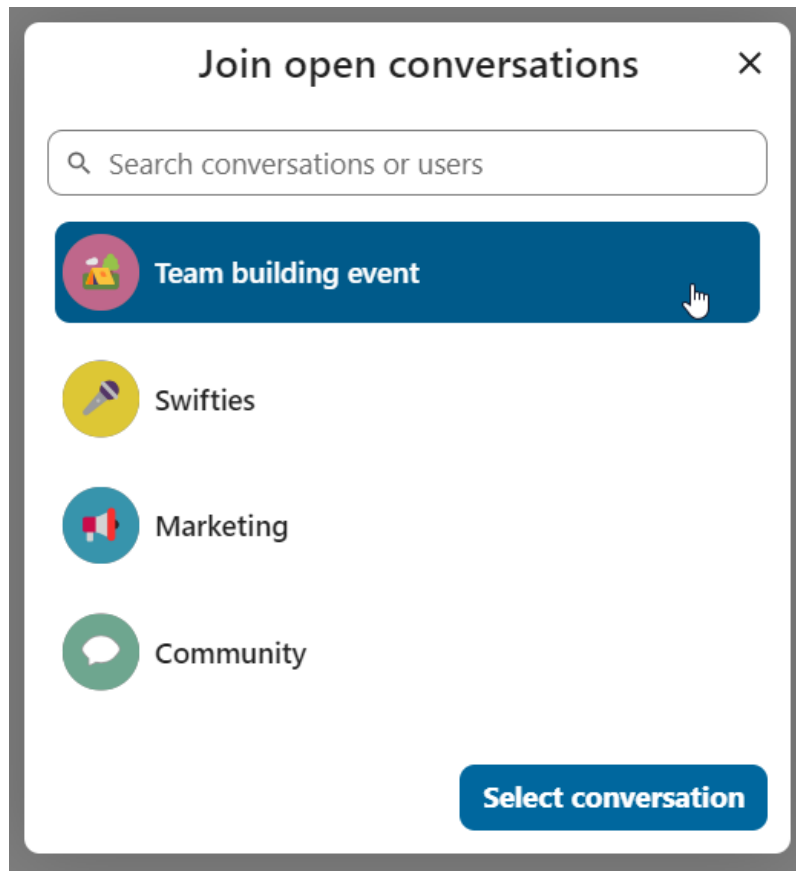 Join open conversations
Search conversations or users
Team building event
Swifties
Marketing
Community
Select conversation